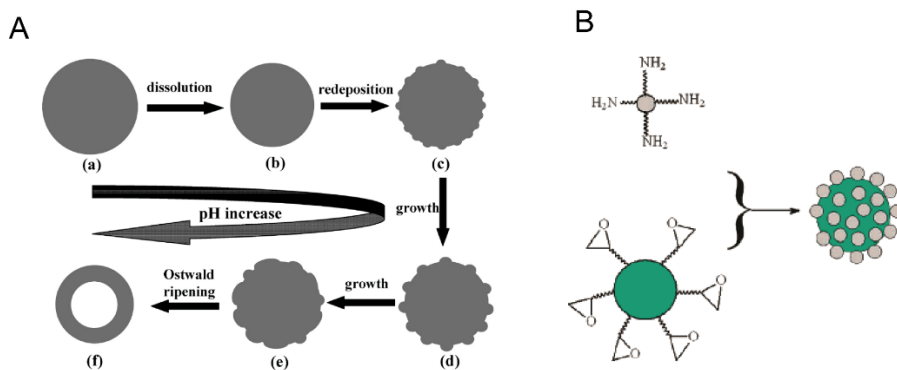 A
dissolution
redeposition
(a)
(b)
(c)
pH increase
growth
Ostwald
ripening
growth
(f)
(e)
(d)
B
NH2
H2N
NH2
NH2
O
O
O
O
O
O